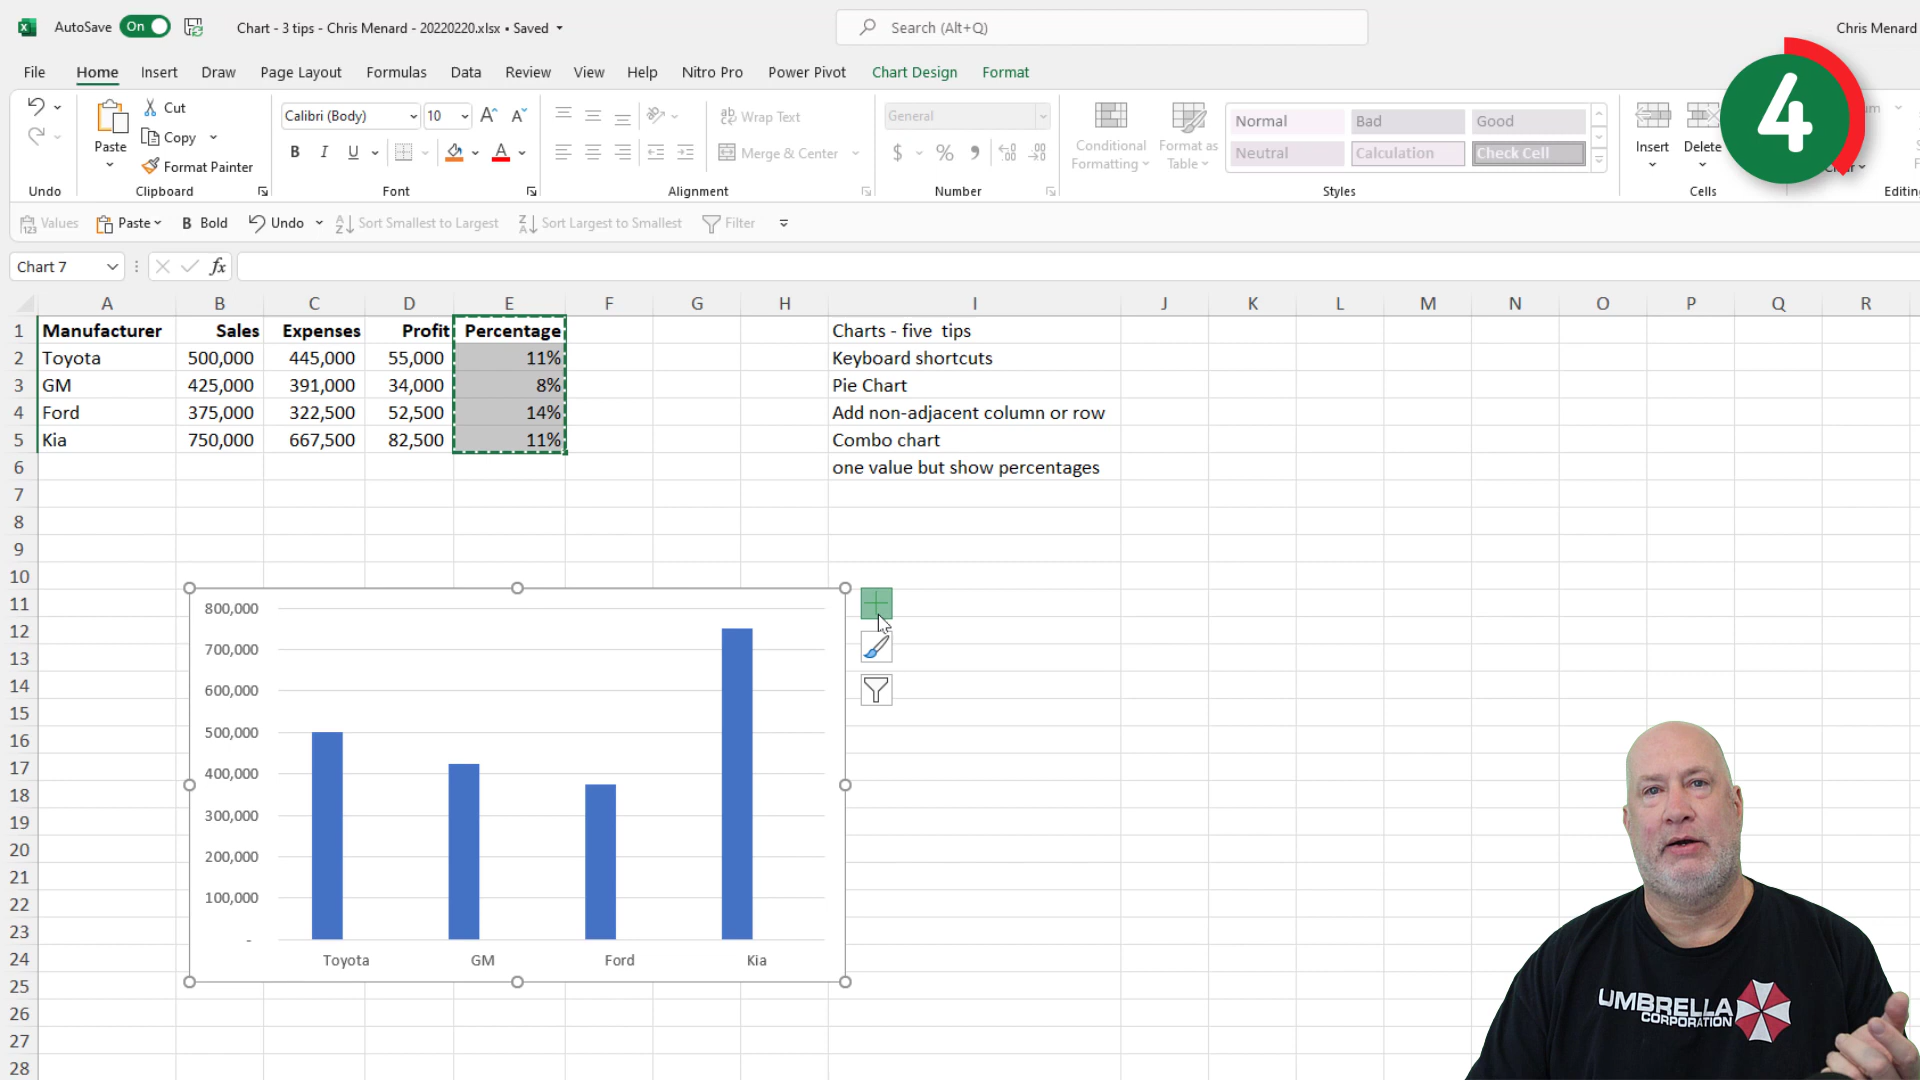 AutoSave On Chart - 3 tips - Chris Menard - 20220220.xlsx • Saved Search (Alt+Q) Chris Menard
File Home Insert Draw Page Layout Formulas Data Review View Help Nitro Pro Power Pivot Chart Design Format
4
Paste
Cut
Copy
Format Painter
Calibri (Body) 10
B I U A
Wrap Text
Merge & Center
General
$ %
Conditional Formatting
Format as Table
Normal Bad Good
Neutral Calculation Check Cell
Insert Delete
Undo Clipboard Font Alignment Number Styles Cells Editing
Values Paste B Bold Undo Sort Smallest to Largest Sort Largest to Smallest Filter
Chart 7 fx
A B C D E F G H I J K L M N O P Q R
1 Manufacturer Sales Expenses Profit Percentage Charts - five tips
2 Toyota 500,000 445,000 55,000 11% Keyboard shortcuts
3 GM 425,000 391,000 34,000 8% Pie Chart
4 Ford 375,000 322,500 52,500 14% Add non-adjacent column or row
5 Kia 750,000 667,500 82,500 11% Combo chart
6 one value but show percentages
7
8
9
10
11
12
13
14
15
16
17
18
19
20
21
22
23
24
25
26
27
28
800,000
700,000
600,000
500,000
400,000
300,000
200,000
100,000
-
Toyota GM Ford Kia
UMBRELLA
CORPORATION